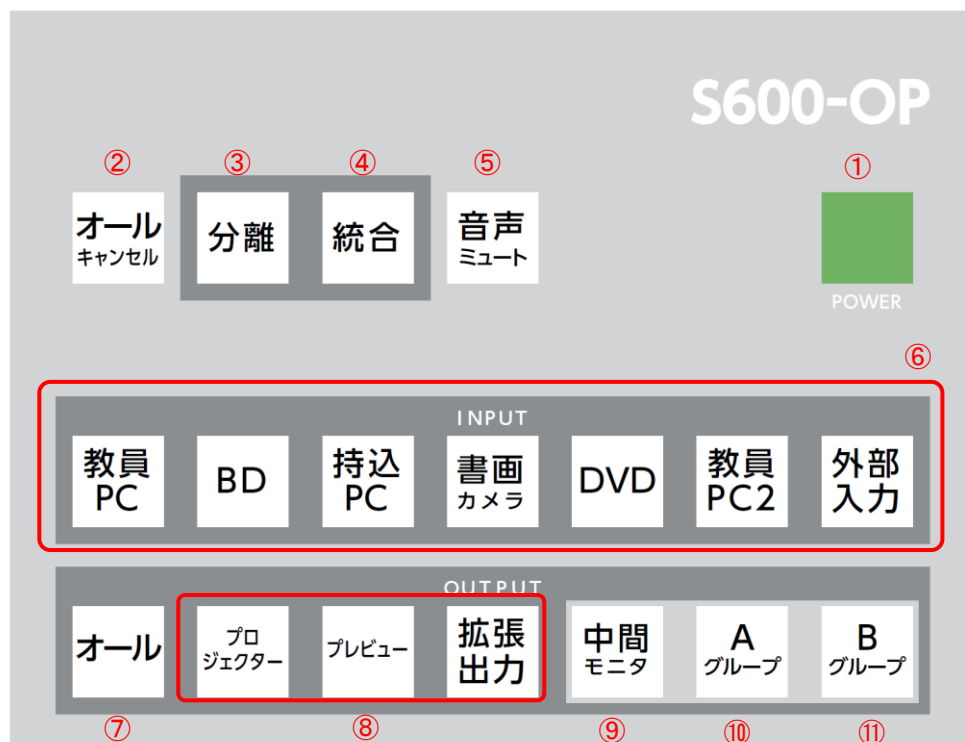 S600-OP
② ③ ④ ⑤ ①
オール
キャンセル
分離
統合
音声
ミュート
POWER
⑥
INPUT
教員
PC
BD
持込
PC
書画
カメラ
DVD
教員
PC2
外部
入力
OUTPUT
オール
プロ
ジェクター
プレビュー
拡張
出力
中間
モニタ
A
グループ
B
グループ
⑦ ⑧ ⑨ ⑩ ⑪